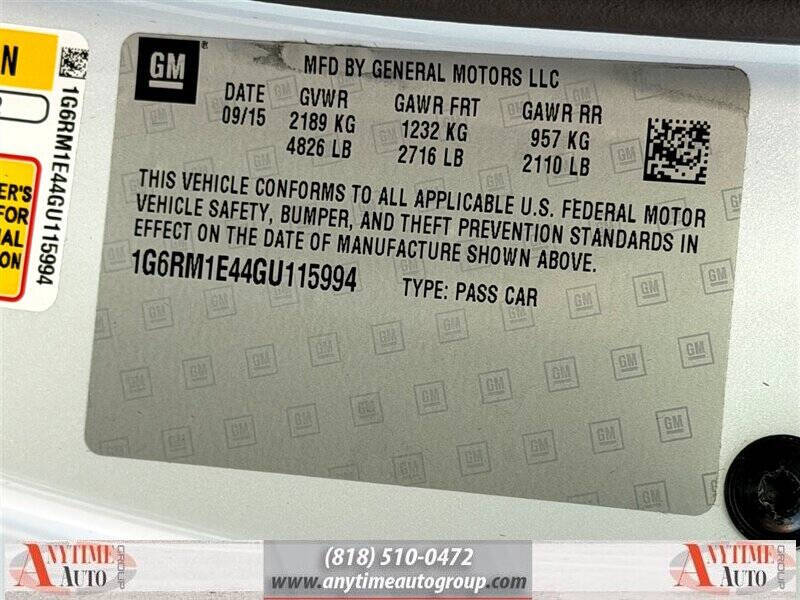 GM
MFD BY GENERAL MOTORS LLC
DATE GVWR GAWR FRT GAWR RR
09/15 2189 KG 1232 KG 957 KG
4826 LB 2716 LB 2110 LB
THIS VEHICLE CONFORMS TO ALL APPLICABLE U.S. FEDERAL MOTOR
VEHICLE SAFETY, BUMPER, AND THEFT PREVENTION STANDARDS IN
EFFECT ON THE DATE OF MANUFACTURE SHOWN ABOVE.
1G6RM1E44GU115994 TYPE: PASS CAR
1G6RM1E44GU115994
FOR
ANYTIME AUTO GROUP
(818) 510-0472
www.anytimeautogroup.com
ANYTIME AUTO GROUP